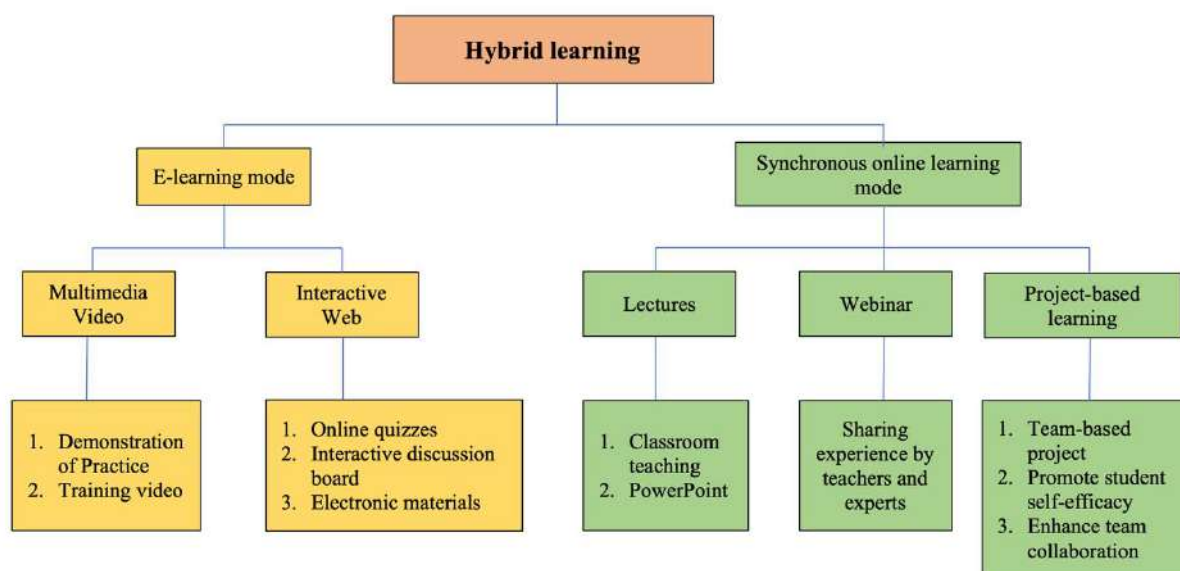 Hybrid learning
E-learning mode
Synchronous online learning
mode
Multimedia
Video
Interactive
Web
Lectures
Webinar
Project-based
learning
1. Demonstration
of Practice
2. Training video
1. Online quizzes
2. Interactive discussion
board
3. Electronic materials
1. Classroom
teaching
2. PowerPoint
Sharing
experience by
teachers and
experts
1. Team-based
project
2. Promote student
self-efficacy
3. Enhance team
collaboration